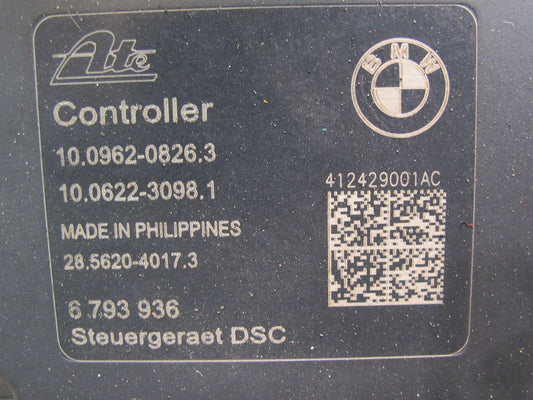 Ate
BMW
Controller
10.0962-0826.3
10.0622-3098.1
412429001AC
MADE IN PHILIPPINES
28.5620-4017.3
6 793 936
Steuergeraet DSC